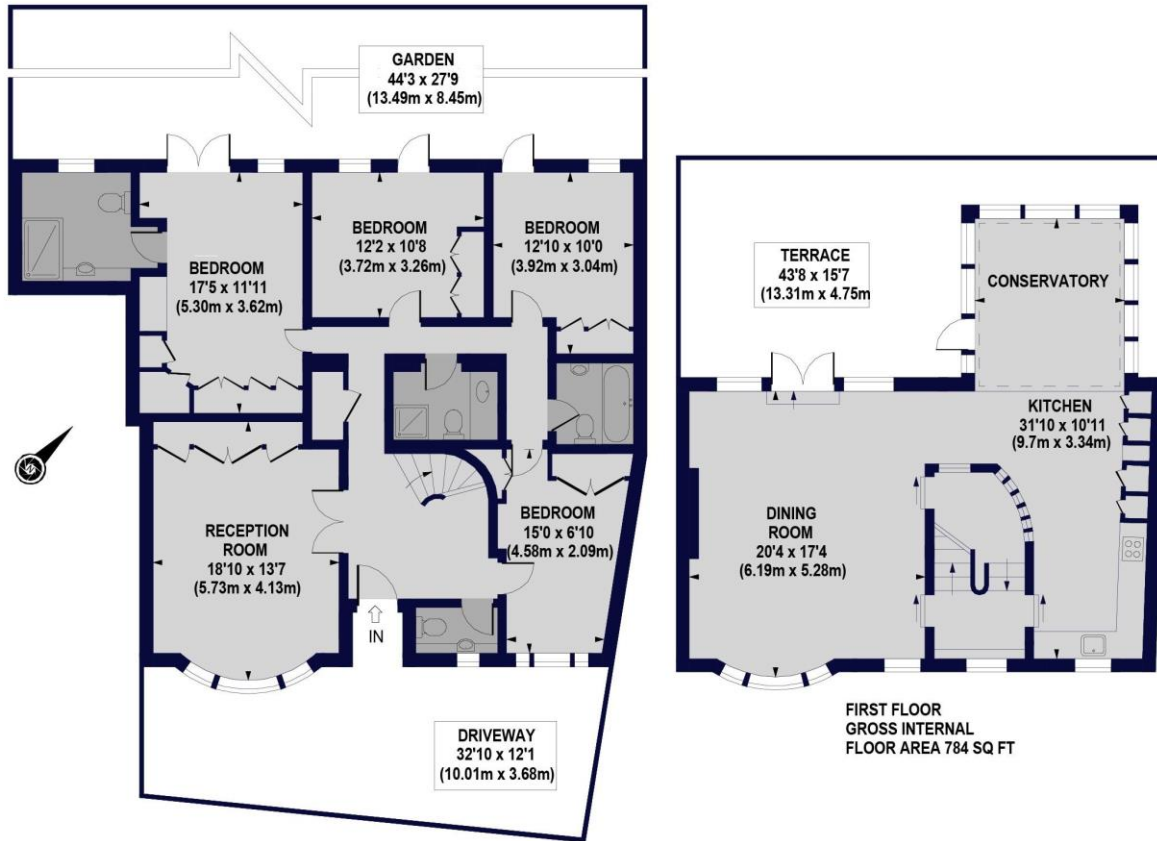 GARDEN
44'3 x 27'9
(13.49m x 8.45m)
BEDROOM
17'5 x 11'11
(5.30m x 3.62m)
BEDROOM
12'2 x 10'8
(3.72m x 3.26m)
BEDROOM
12'10 x 10'0
(3.92m x 3.04m)
RECEPTION
ROOM
18'10 x 13'7
(5.73m x 4.13m)
BEDROOM
15'0 x 6'10
(4.58m x 2.09m)
IN
DRIVEWAY
32'10 x 12'1
(10.01m x 3.68m)
TERRACE
43'8 x 15'7
(13.31m x 4.75m
CONSERVATORY
KITCHEN
31'10 x 10'11
(9.7m x 3.34m)
DINING
ROOM
20'4 x 17'4
(6.19m x 5.28m)
FIRST FLOOR
GROSS INTERNAL
FLOOR AREA 784 SQ FT